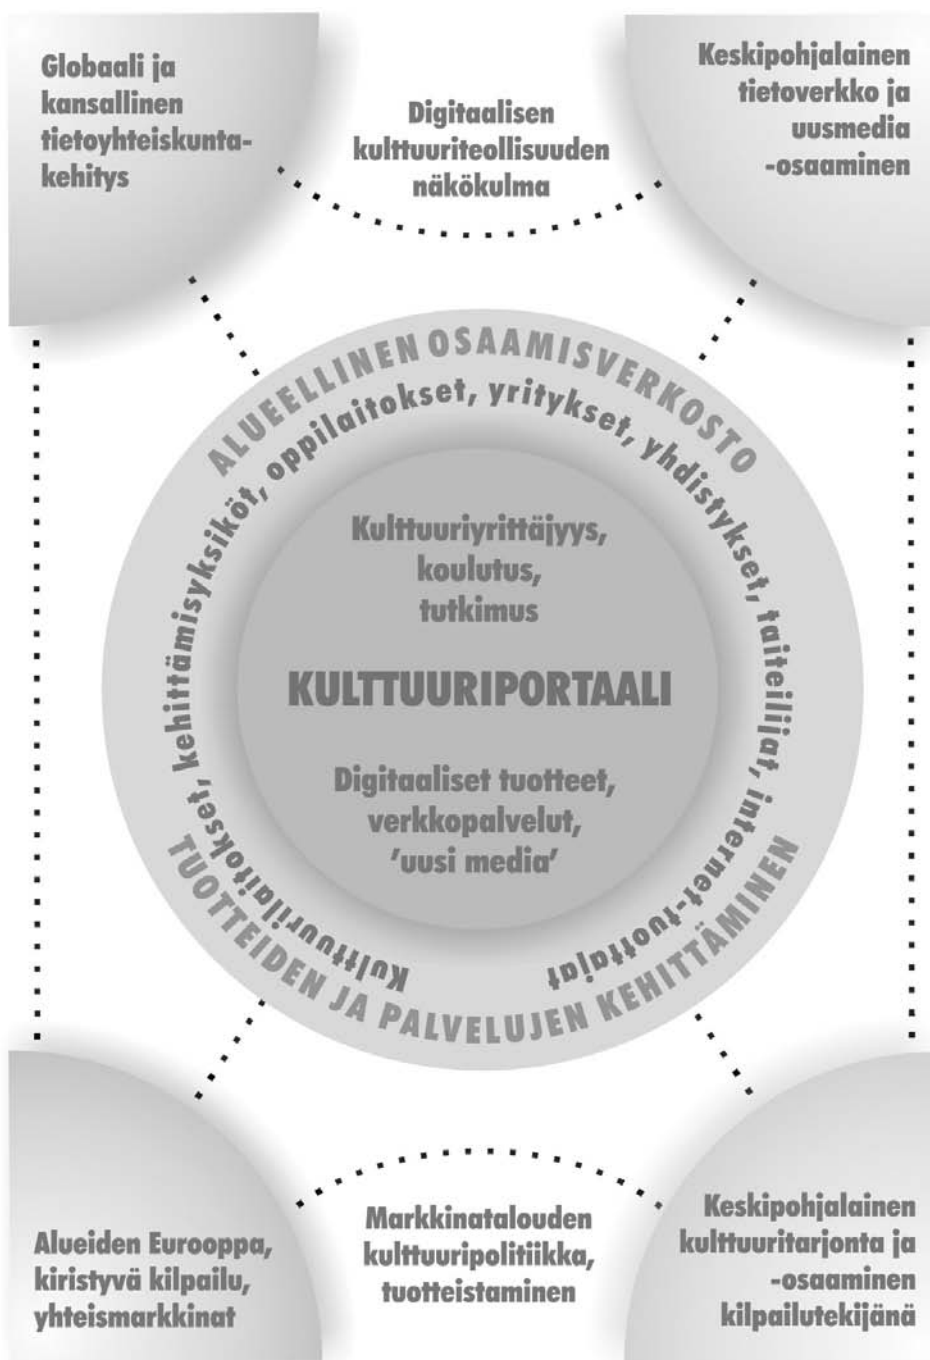 Globaali ja
kansallinen
tietoyhteiskunta-
kehitys
Digitaalisen
kulttuuriteollisuuden
näkökulma
Keskipohjalainen
tietoverkko ja
uusmedia
-osaaminen
ALUEELLINEN OSAAMISVERKOSTO
Kulttuurilaitokset, kehittämisyksiköt, oppilaitokset, yritykset, yhdistykset, taiteilijat, internet-tuottajat
Kulttuuriyrittäjyys,
koulutus,
tutkimus
KULTTUURIPORTAALI
Digitaaliset tuotteet,
verkkopalvelut,
'uusi media'
TUOTTEIDEN JA PALVELUJEN KEHITTÄMINEN
Alueiden Eurooppa,
kiristyvä kilpailu,
yhteismarkkinat
Markkinatalouden
kulttuuripolitiikka,
tuotteistaminen
Keskipohjalainen
kulttuuritarjonta ja
-osaaminen
kilpailutekijänä